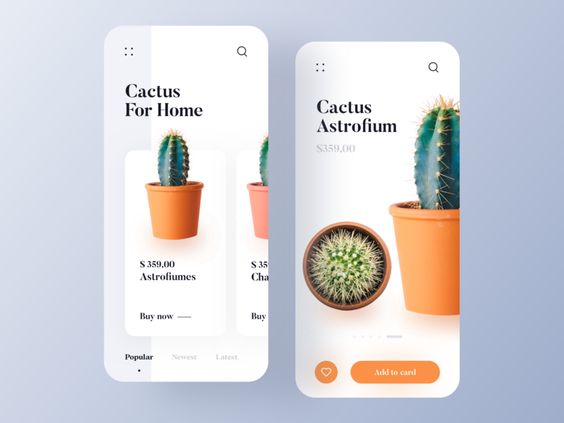 Cactus
For Home
$ 359,00
Astrofiumes
Buy now
$ 35
Cha
Buy
Popular
Newest
Latest
Cactus
Astrofium
$359,00
Add to card